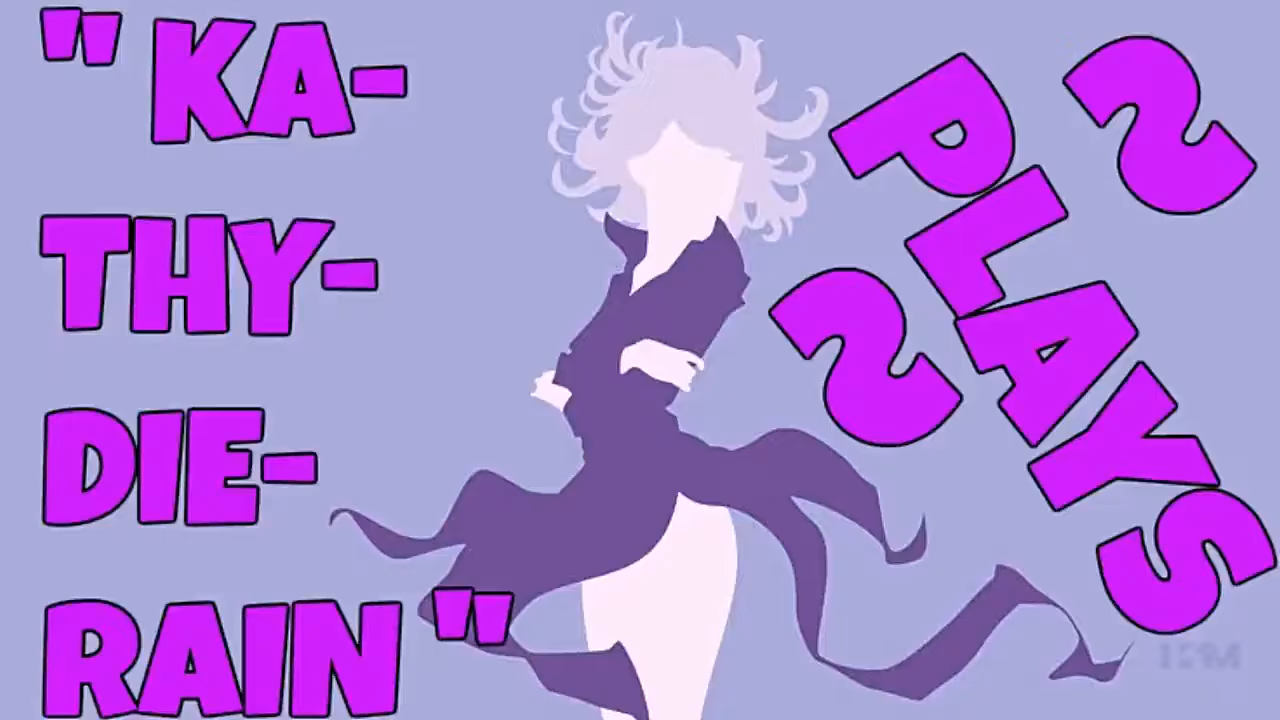 " KA-
THY-
DIE-
RAIN "
S
PLAYS
S